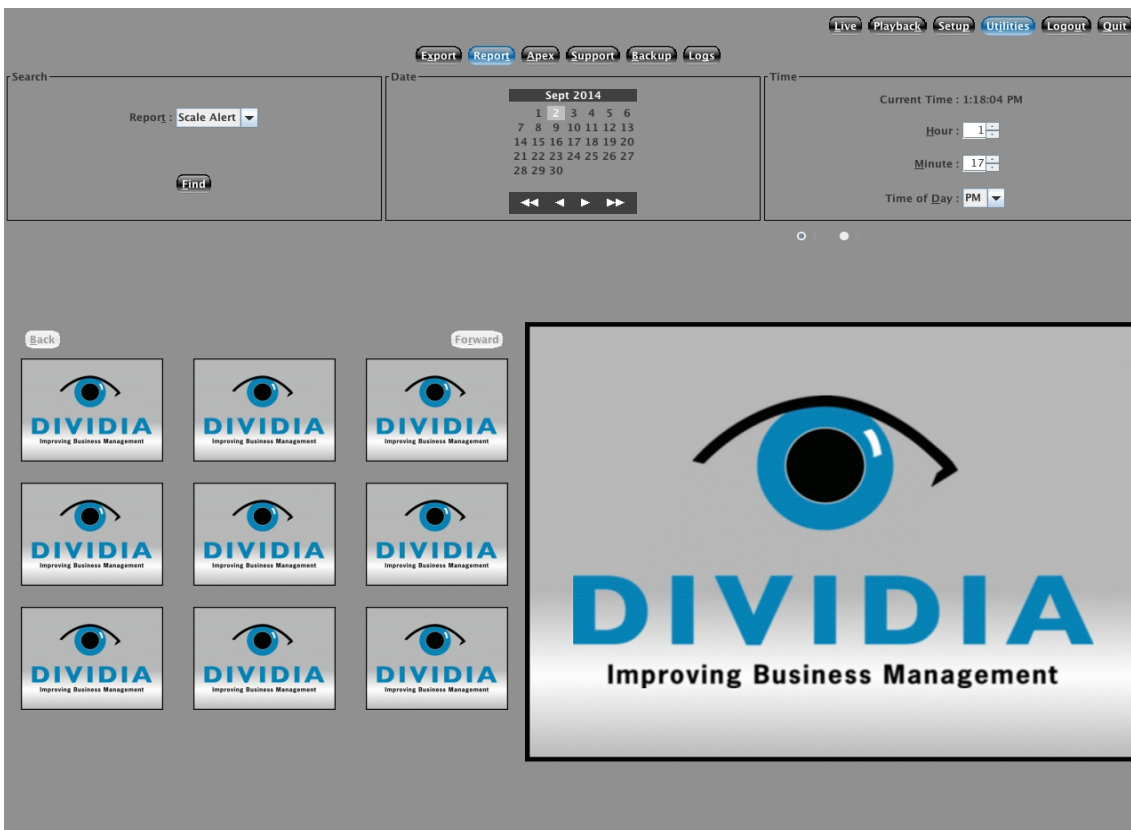 Live Playback Setup Utilities Logout Quit
Export Report Apex Support Backup Logs
Search
Report : Scale Alert
Find
Date
Sept 2014
1 2 3 4 5 6
7 8 9 10 11 12 13
14 15 16 17 18 19 20
21 22 23 24 25 26 27
28 29 30
Time
Current Time : 1:18:04 PM
Hour : 1
Minute : 17
Time of Day : PM
1 2
Back Forward
DIVIDIA DIVIDIA DIVIDIA
Improving Business Management Improving Business Management Improving Business Management
DIVIDIA DIVIDIA DIVIDIA
Improving Business Management Improving Business Management Improving Business Management
DIVIDIA DIVIDIA DIVIDIA
Improving Business Management Improving Business Management Improving Business Management
DIVIDIA
Improving Business Management